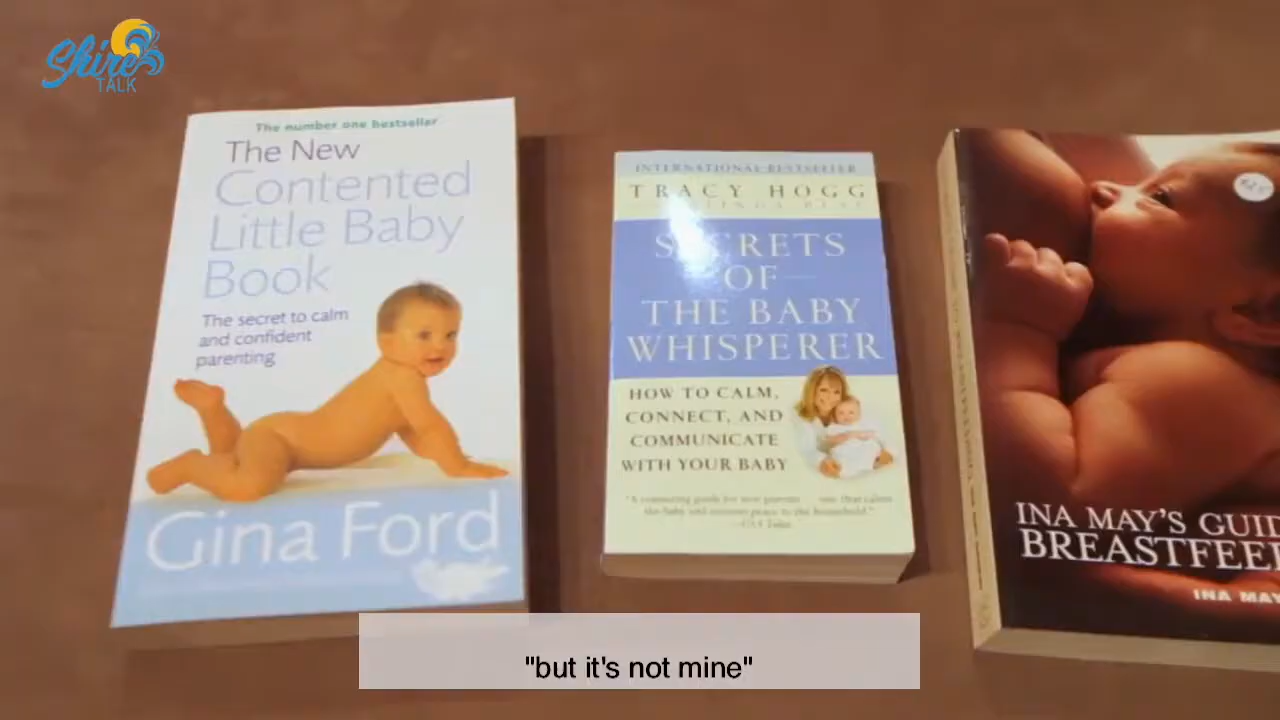 Shire
TALK
The number one bestseller
The New
Contented
Little Baby
Book
The secret to calm
and confident
parenting
Gina Ford
INTERNATIONAL BESTSELLER
TRACY HOGG
SECRETS
OF
THE BABY
WHISPERER
HOW TO CALM,
CONNECT, AND
COMMUNICATE
WITH YOUR BABY
INA MAY'S GUID
BREASTFEE
INA MAY
"but it's not mine"